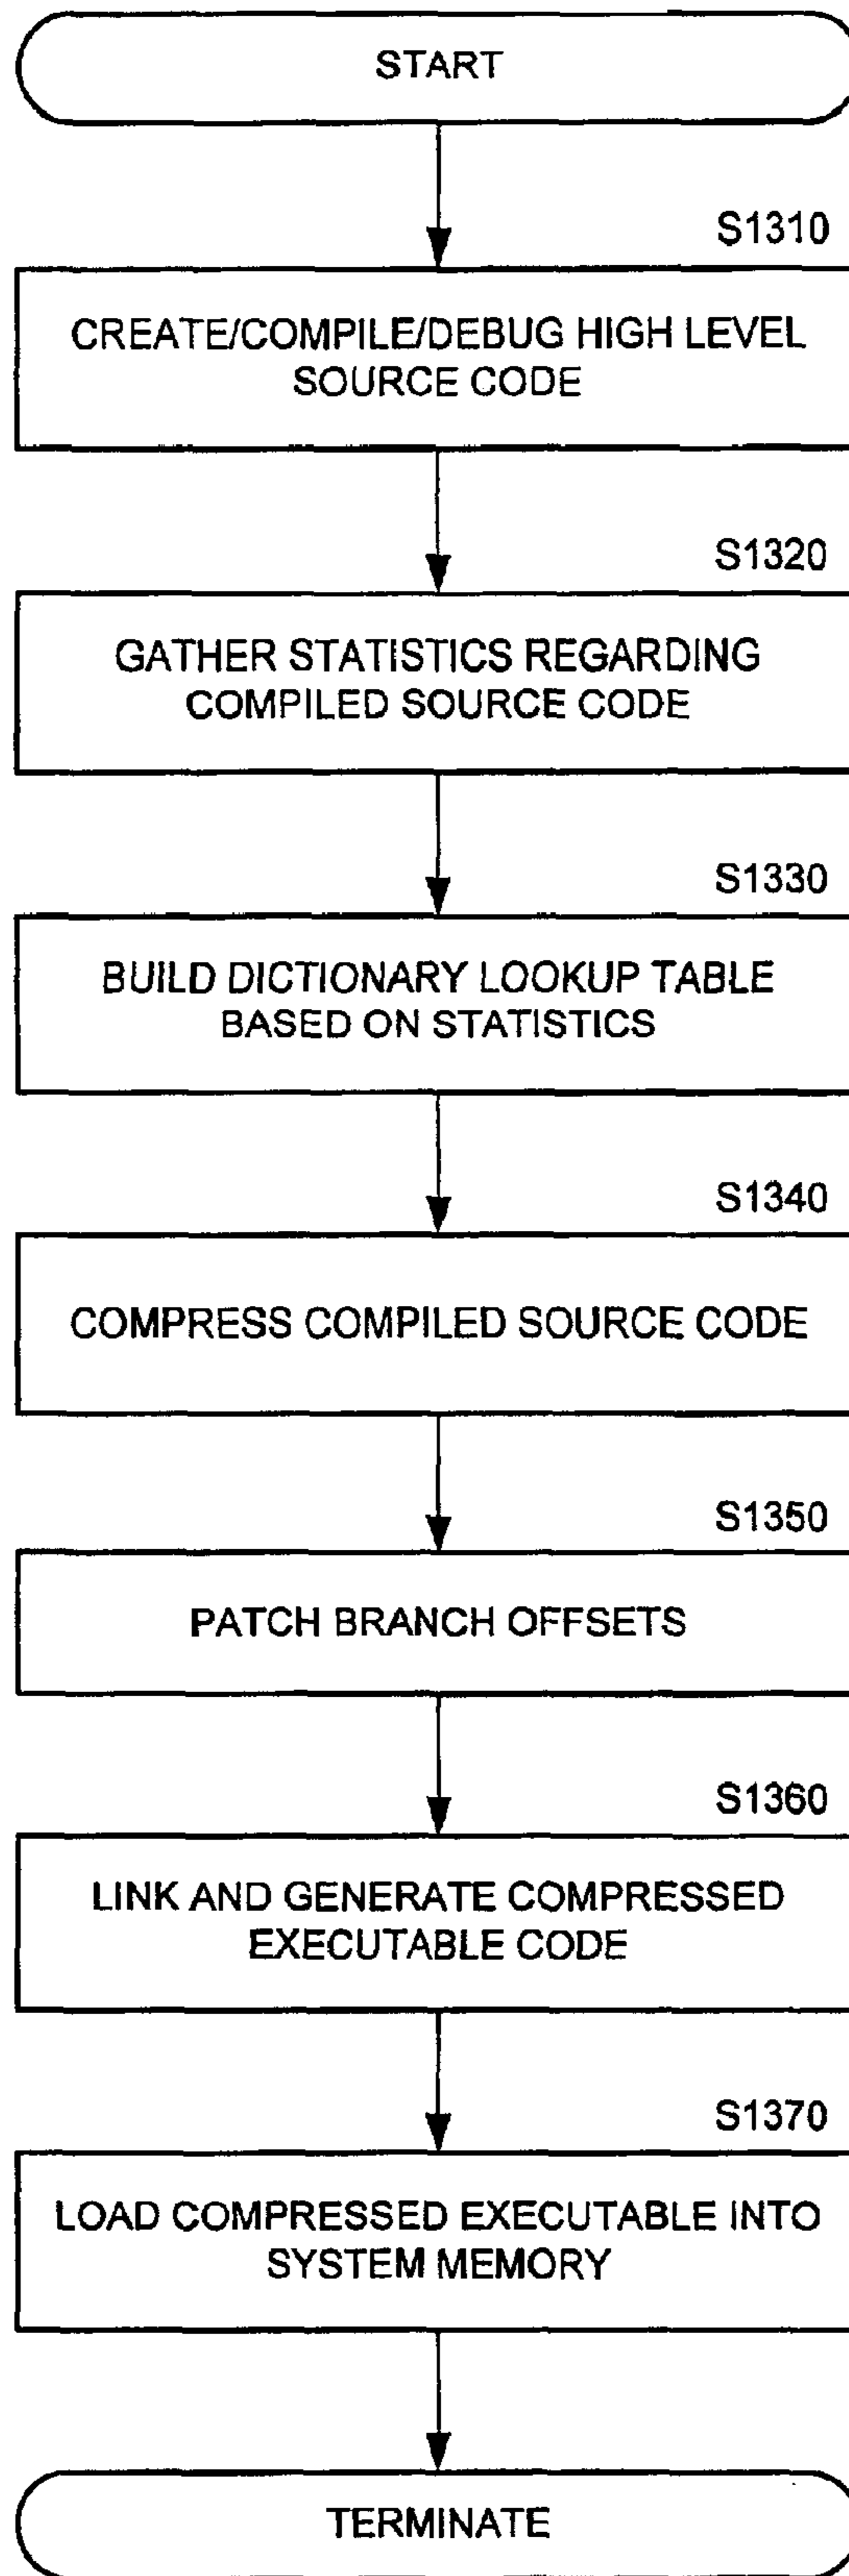 START
S1310
CREATE/COMPILE/DEBUG HIGH LEVEL
SOURCE CODE
S1320
GATHER STATISTICS REGARDING
COMPILED SOURCE CODE
S1330
BUILD DICTIONARY LOOKUP TABLE
BASED ON STATISTICS
S1340
COMPRESS COMPILED SOURCE CODE
S1350
PATCH BRANCH OFFSETS
S1360
LINK AND GENERATE COMPRESSED
EXECUTABLE CODE
S1370
LOAD COMPRESSED EXECUTABLE INTO
SYSTEM MEMORY
TERMINATE